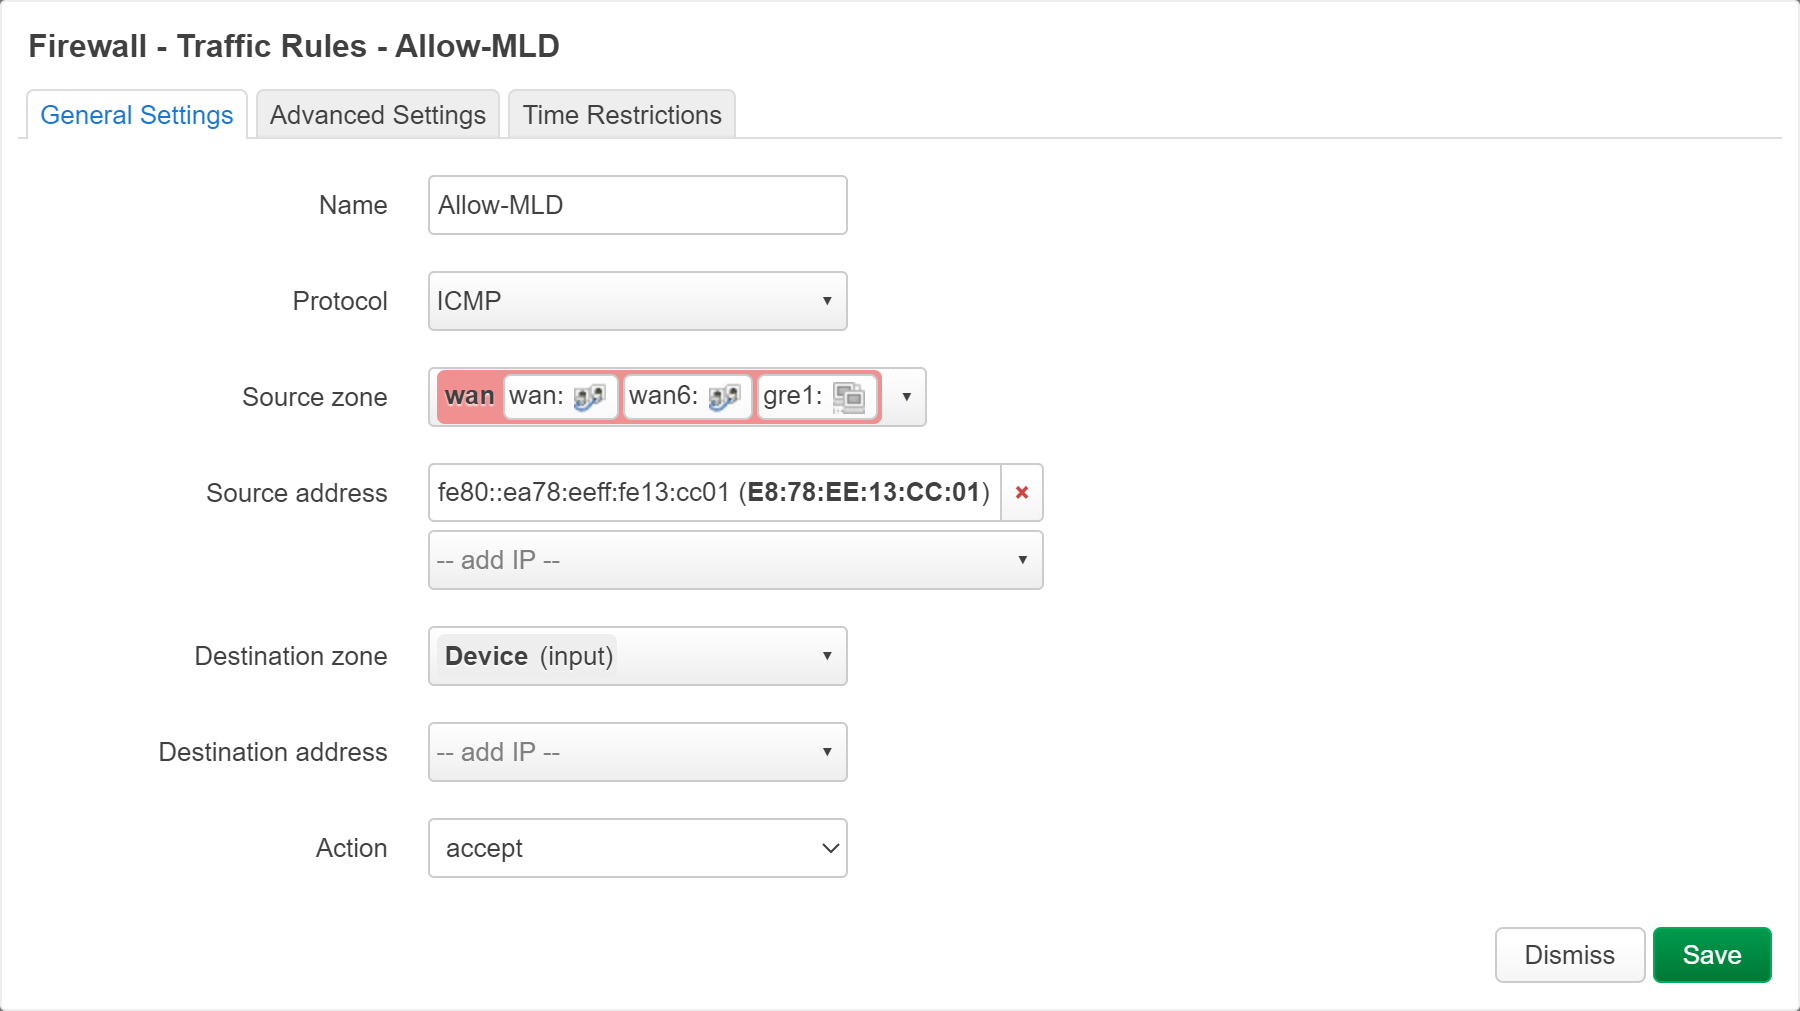 Firewall - Traffic Rules - Allow-MLD
General Settings Advanced Settings Time Restrictions
Name Allow-MLD
Protocol ICMP
Source zone wan wan: wan6: gre1:
Source address fe80::ea78:eeff:fe13:cc01 (E8:78:EE:13:CC:01)
-- add IP --
Destination zone Device (input)
Destination address -- add IP --
Action accept
Dismiss Save